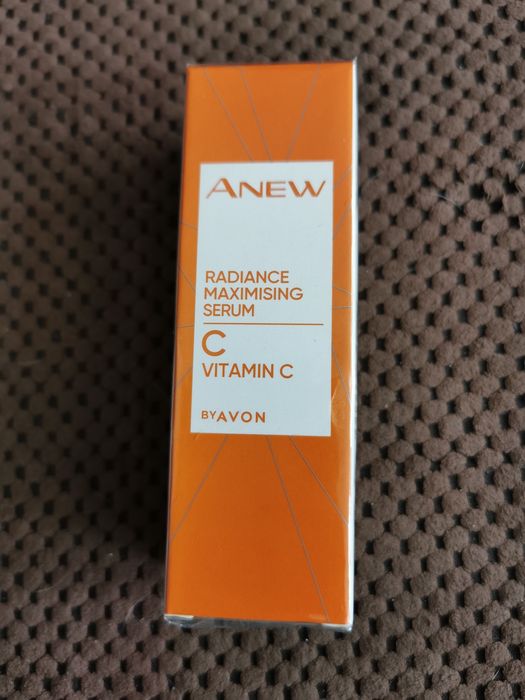 ANEW
RADIANCE
MAXIMISING
SERUM
C
VITAMIN C
BY AVON